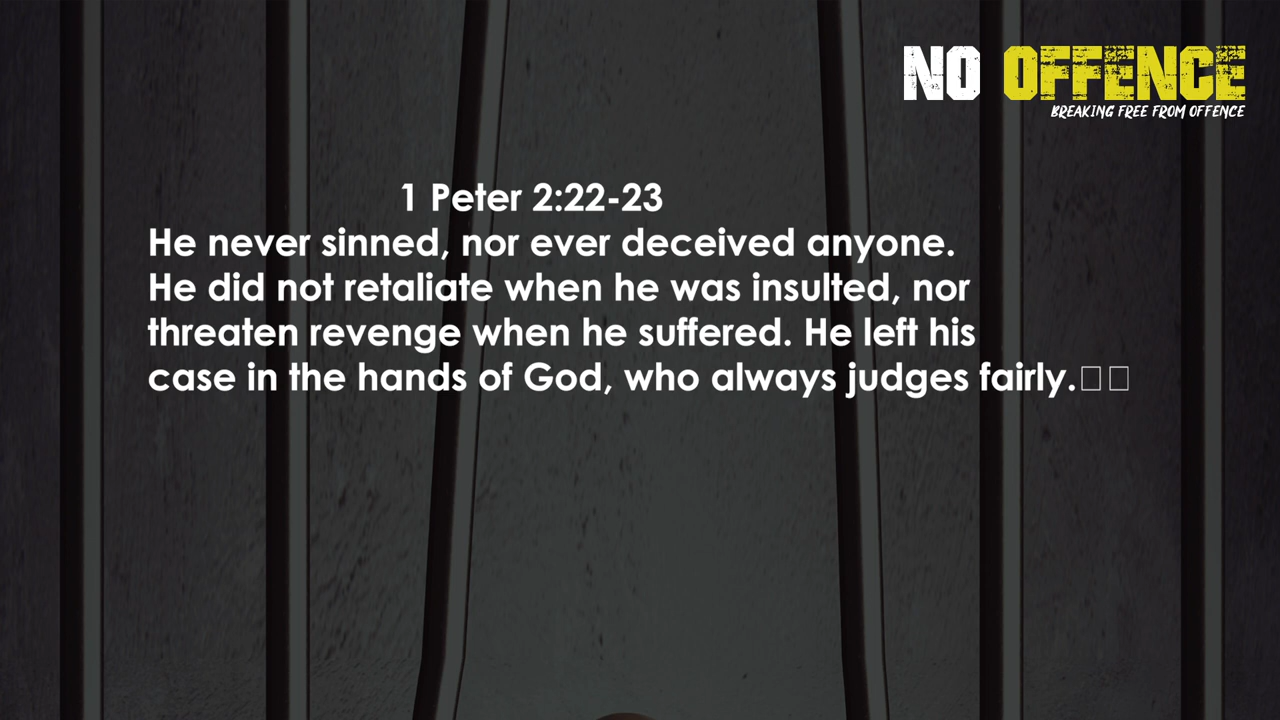 NO OFFENCE
BREAKING FREE FROM OFFENCE
1 Peter 2:22-23
He never sinned, nor ever deceived anyone.
He did not retaliate when he was insulted, nor
threaten revenge when he suffered. He left his
case in the hands of God, who always judges fairly.□□